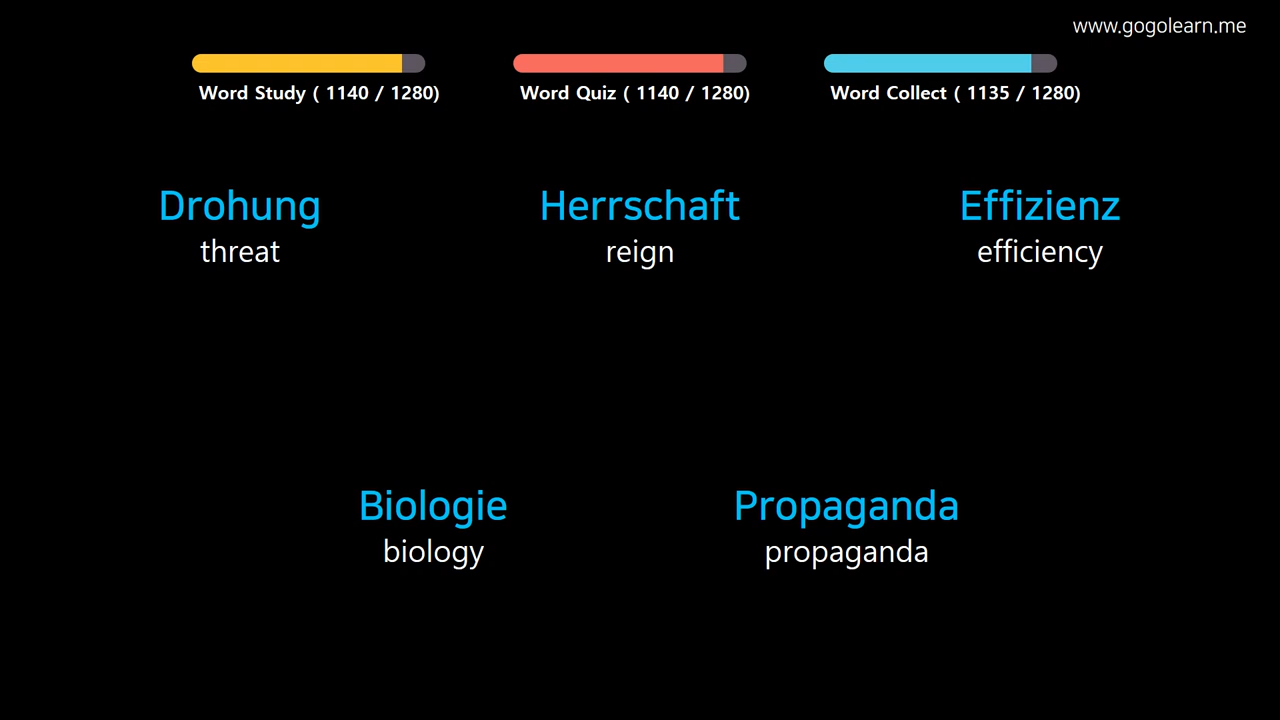 www.gogolearn.me
Word Study ( 1140 / 1280)
Word Quiz ( 1140 / 1280)
Word Collect ( 1135 / 1280)
Drohung
threat
Herrschaft
reign
Effizienz
efficiency
Biologie
biology
Propaganda
propaganda